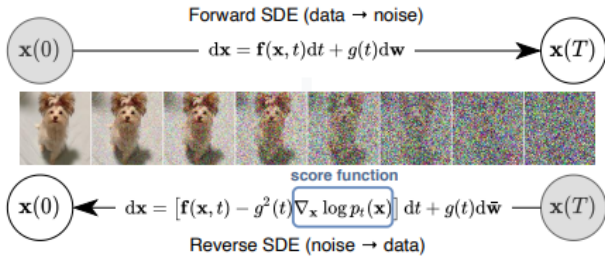 Forward SDE (data → noise)
x(0) dx = f(x, t)dt + g(t)dw x(T)
score function
x(0) dx = [f(x, t) − g²(t)∇ₓ log pₜ(x)] dt + g(t)dw̄ x(T)
Reverse SDE (noise → data)